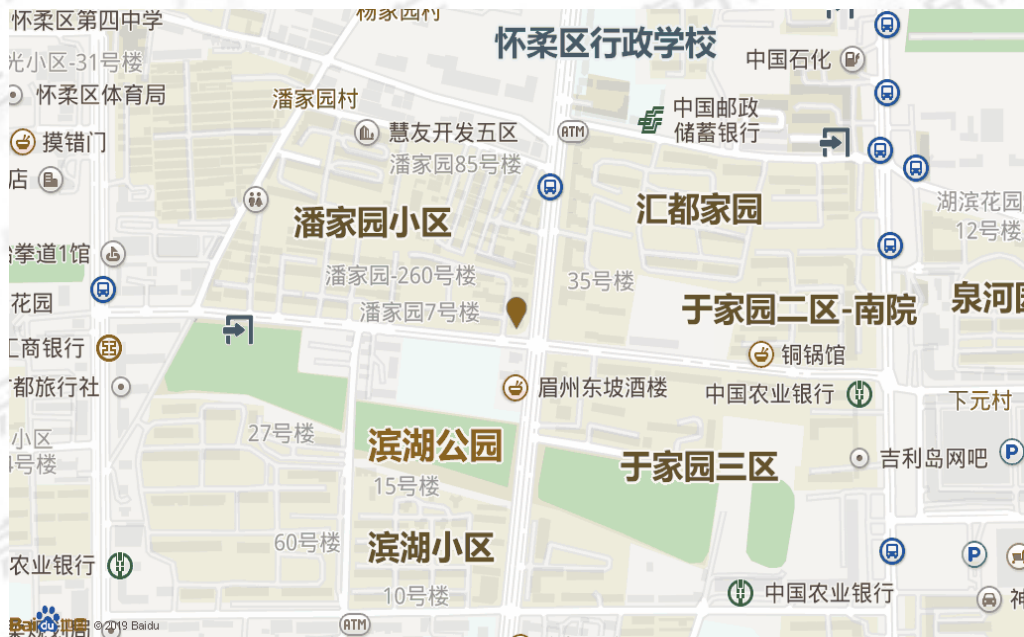 怀柔区第四中学
杨家园村
怀柔区行政学校
中国石化
光小区-31号楼
怀柔区体育局
潘家园村
中国邮政
储蓄银行
慧友开发五区
ATM
摸错门
潘家园85号楼
店
湖滨花园
12号楼
潘家园小区
汇都家园
跆拳道1馆
潘家园-260号楼
35号楼
花园
潘家园7号楼
于家园二区-南院
泉河园
工商银行
铜锅馆
都旅行社
眉州东坡酒楼
中国农业银行
下元村
27号楼
滨湖公园
小区
4号楼
于家园三区
吉利岛网吧
P
15号楼
60号楼
滨湖小区
农业银行
P
10号楼
中国农业银行
神
Baidu
© 2019 Baidu
ATM